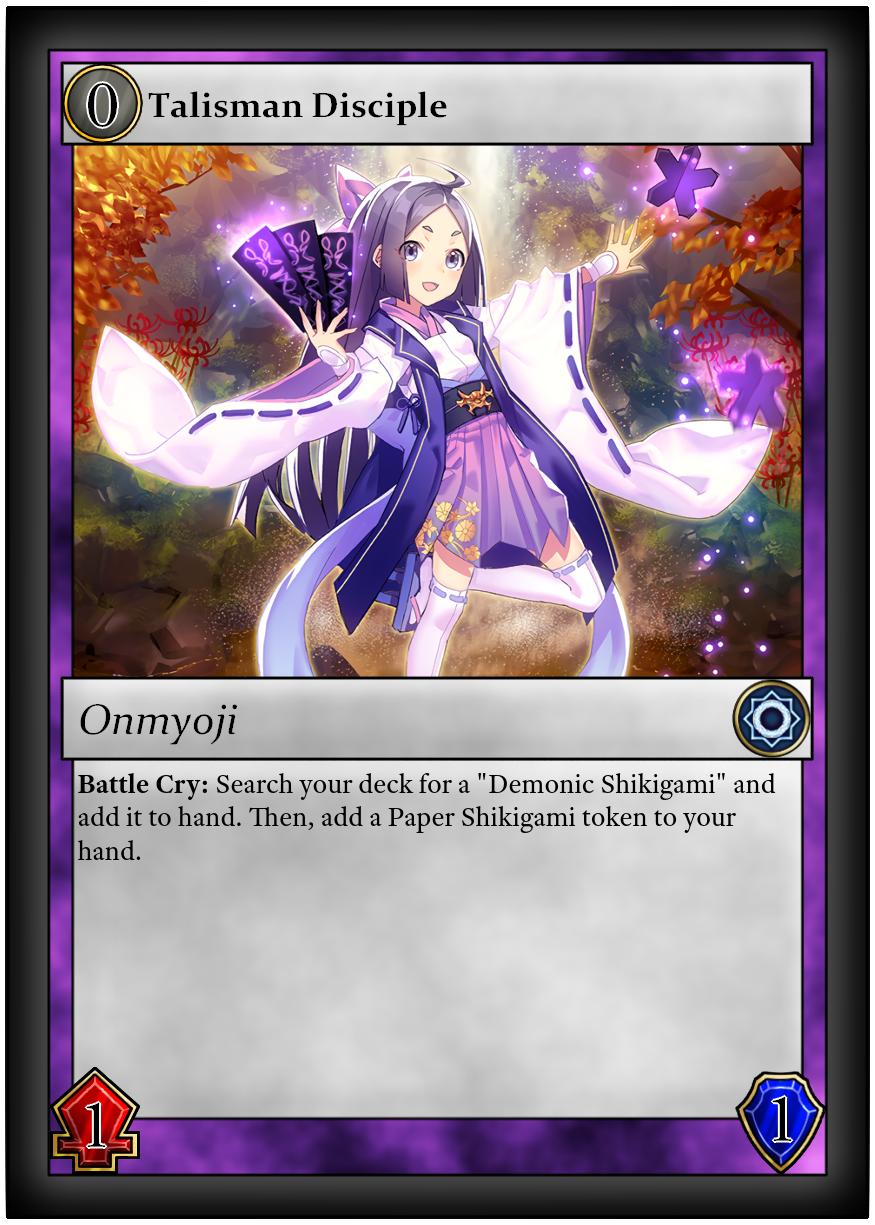 0 Talisman Disciple
Onmyoji
Battle Cry: Search your deck for a "Demonic Shikigami" and
add it to hand. Then, add a Paper Shikigami token to your
hand.
1
1